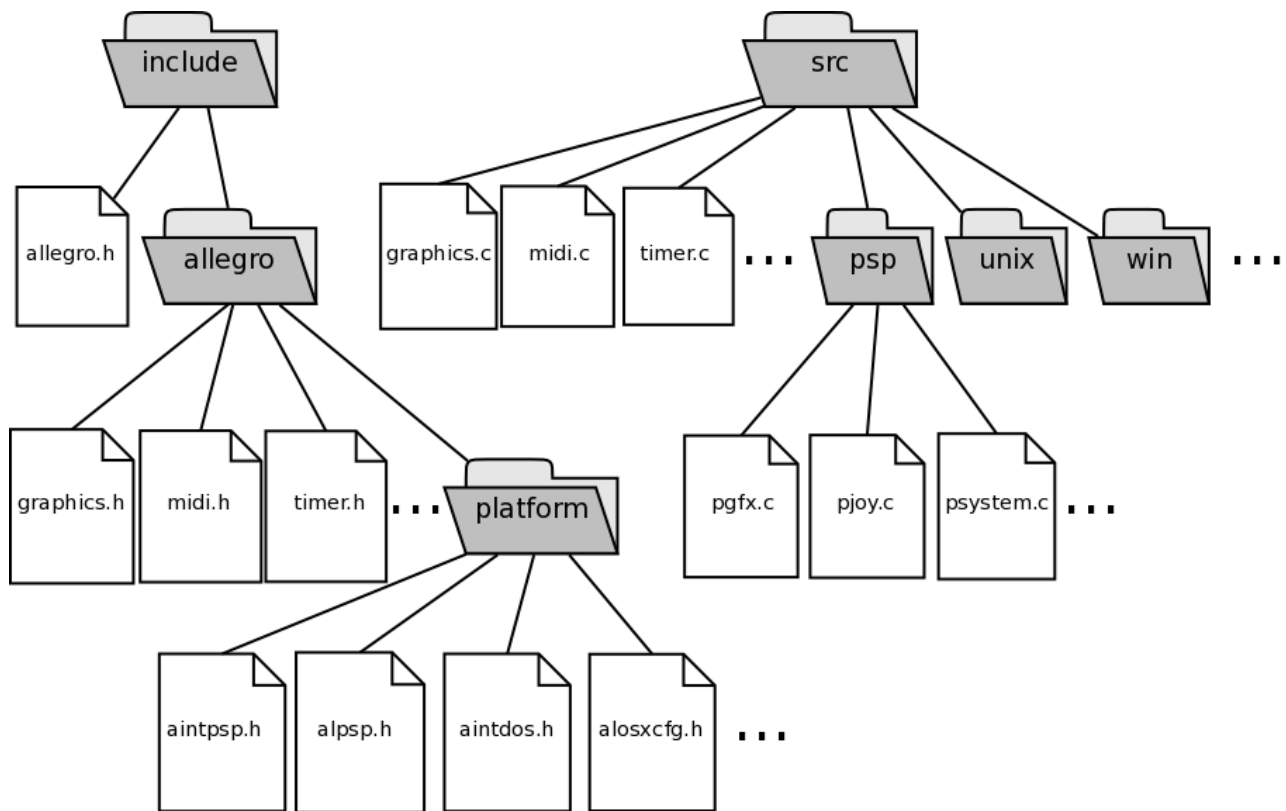 include
src
allegro.h
allegro
graphics.c
midi.c
timer.c
...
psp
unix
win
...
graphics.h
midi.h
timer.h
...
platform
pgfx.c
pjoy.c
psystem.c
...
aintpsp.h
alpsp.h
aintdos.h
alosxcfg.h
...